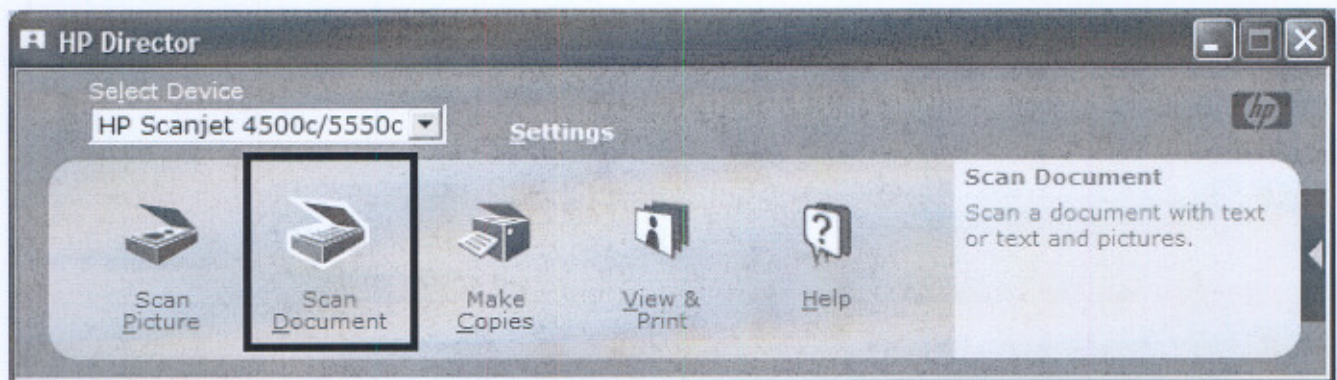 HP Director
Select Device
HP Scanjet 4500c/5550c
Settings
hp
Scan
Picture
Scan
Document
Make
Copies
View &
Print
Help
Scan Document
Scan a document with text
or text and pictures.